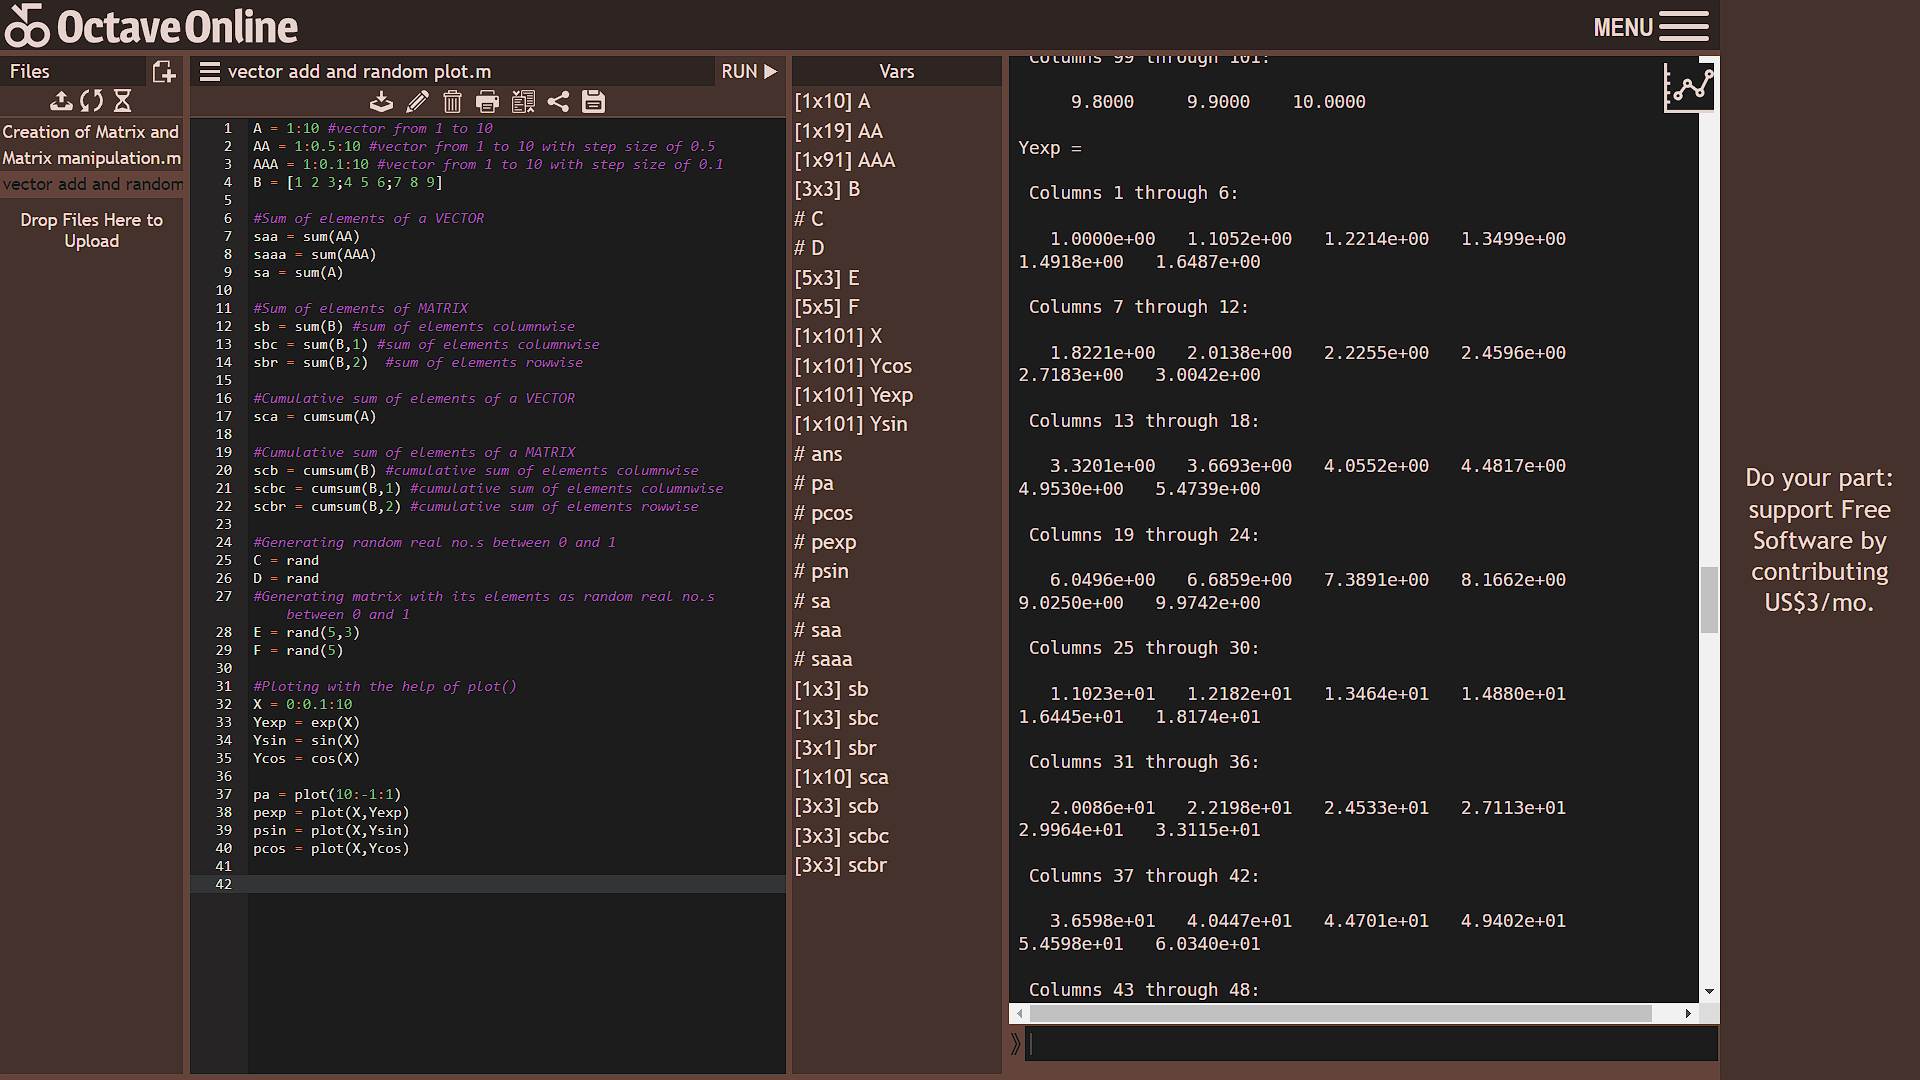 Octave Online
MENU
Files
Creation of Matrix and
Matrix manipulation.m
vector add and random
Drop Files Here to
Upload
vector add and random plot.m
RUN
1 A = 1:10 #vector from 1 to 10
2 AA = 1:0.5:10 #vector from 1 to 10 with step size of 0.5
3 AAA = 1:0.1:10 #vector from 1 to 10 with step size of 0.1
4 B = [1 2 3;4 5 6;7 8 9]
5
6 #Sum of elements of a VECTOR
7 saa = sum(AA)
8 saaa = sum(AAA)
9 sa = sum(A)
10
11 #Sum of elements of MATRIX
12 sb = sum(B) #sum of elements columnwise
13 sbc = sum(B,1) #sum of elements columnwise
14 sbr = sum(B,2)  #sum of elements rowwise
15
16 #Cumulative sum of elements of a VECTOR
17 sca = cumsum(A)
18
19 #Cumulative sum of elements of a MATRIX
20 scb = cumsum(B) #cumulative sum of elements columnwise
21 scbc = cumsum(B,1) #cumulative sum of elements columnwise
22 scbr = cumsum(B,2) #cumulative sum of elements rowwise
23
24 #Generating random real no.s between 0 and 1
25 C = rand
26 D = rand
27 #Generating matrix with its elements as random real no.s
between 0 and 1
28 E = rand(5,3)
29 F = rand(5)
30
31 #Ploting with the help of plot()
32 X = 0:0.1:10
33 Yexp = exp(X)
34 Ysin = sin(X)
35 Ycos = cos(X)
36
37 pa = plot(10:-1:1)
38 pexp = plot(X,Yexp)
39 psin = plot(X,Ysin)
40 pcos = plot(X,Ycos)
41
42
Vars
[1x10] A
[1x19] AA
[1x91] AAA
[3x3] B
# C
# D
[5x3] E
[5x5] F
[1x101] X
[1x101] Ycos
[1x101] Yexp
[1x101] Ysin
# ans
# pa
# pcos
# pexp
# psin
# sa
# saa
# saaa
[1x3] sb
[1x3] sbc
[3x1] sbr
[1x10] sca
[3x3] scb
[3x3] scbc
[3x3] scbr
Columns 99 through 101:
9.8000 9.9000 10.0000
Yexp =
Columns 1 through 6:
1.0000e+00 1.1052e+00 1.2214e+00 1.3499e+00
1.4918e+00 1.6487e+00
Columns 7 through 12:
1.8221e+00 2.0138e+00 2.2255e+00 2.4596e+00
2.7183e+00 3.0042e+00
Columns 13 through 18:
3.3201e+00 3.6693e+00 4.0552e+00 4.4817e+00
4.9530e+00 5.4739e+00
Columns 19 through 24:
6.0496e+00 6.6859e+00 7.3891e+00 8.1662e+00
9.0250e+00 9.9742e+00
Columns 25 through 30:
1.1023e+01 1.2182e+01 1.3464e+01 1.4880e+01
1.6445e+01 1.8174e+01
Columns 31 through 36:
2.0086e+01 2.2198e+01 2.4533e+01 2.7113e+01
2.9964e+01 3.3115e+01
Columns 37 through 42:
3.6598e+01 4.0447e+01 4.4701e+01 4.9402e+01
5.4598e+01 6.0340e+01
Columns 43 through 48:
Do your part:
support Free
Software by
contributing
US$3/mo.